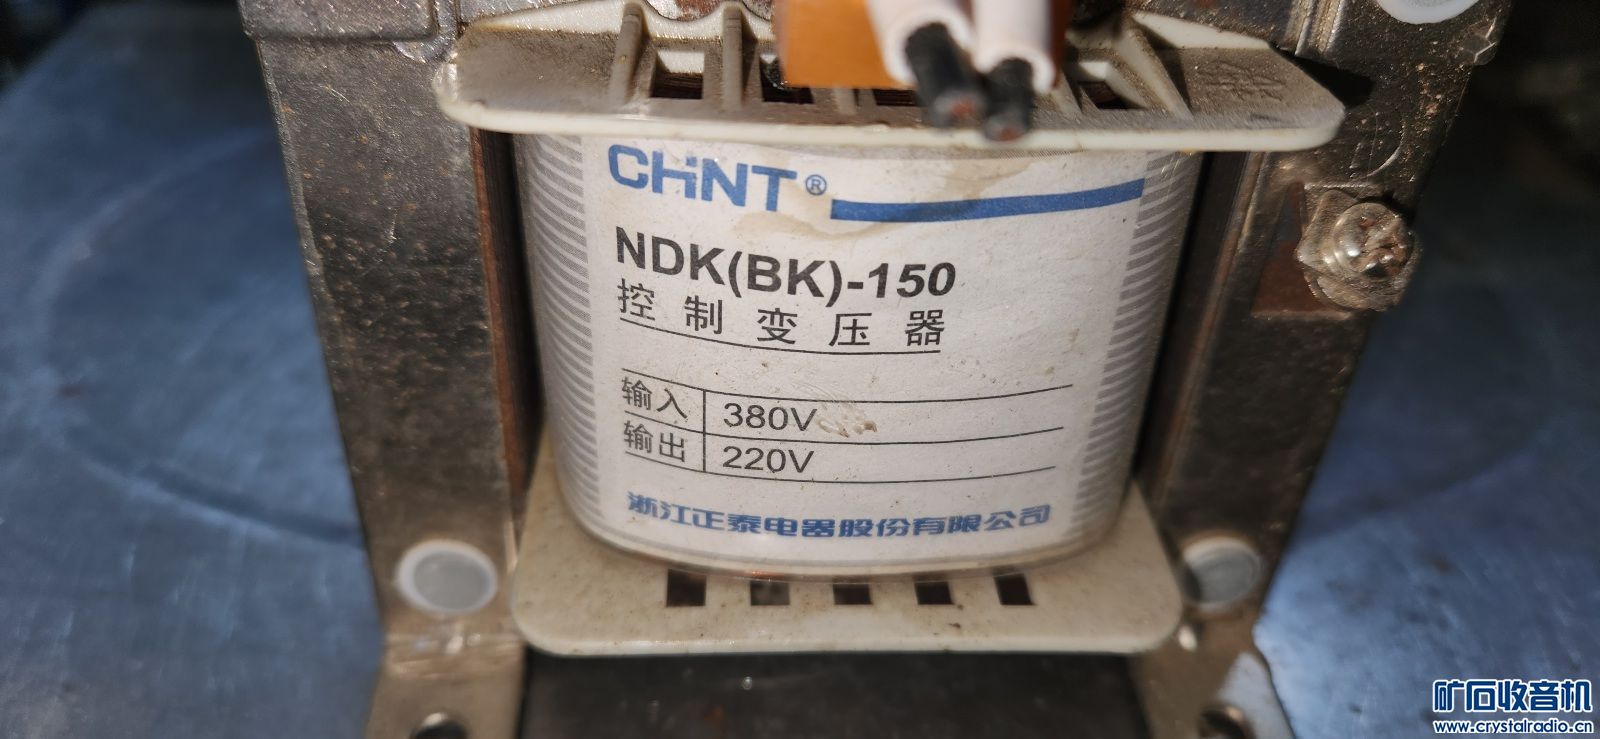 CHNT®
NDK(BK)-150
控制变压器
输入 380V
输出 220V
浙江正泰电器股份有限公司
矿石收音机
www.crystalradio.cn